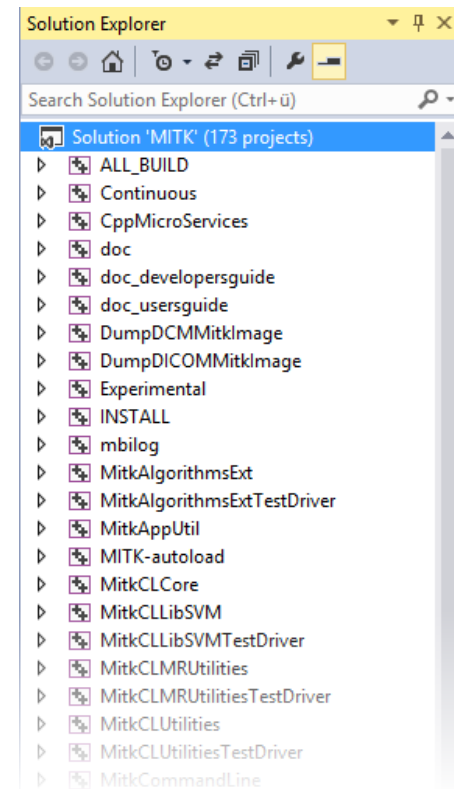 Solution Explorer
Search Solution Explorer (Ctrl+ü)
Solution 'MITK' (173 projects)
ALL_BUILD
Continuous
CppMicroServices
doc
doc_developersguide
doc_usersguide
DumpDCMMitkImage
DumpDICOMMitkImage
Experimental
INSTALL
mbilog
MitkAlgorithmsExt
MitkAlgorithmsExtTestDriver
MitkAppUtil
MITK-autoload
MitkCLCore
MitkCLLibSVM
MitkCLLibSVMTestDriver
MitkCLMRUtilities
MitkCLMRUtilitiesTestDriver
MitkCLUtilities
MitkCLUtilitiesTestDriver
MitkCommandLine